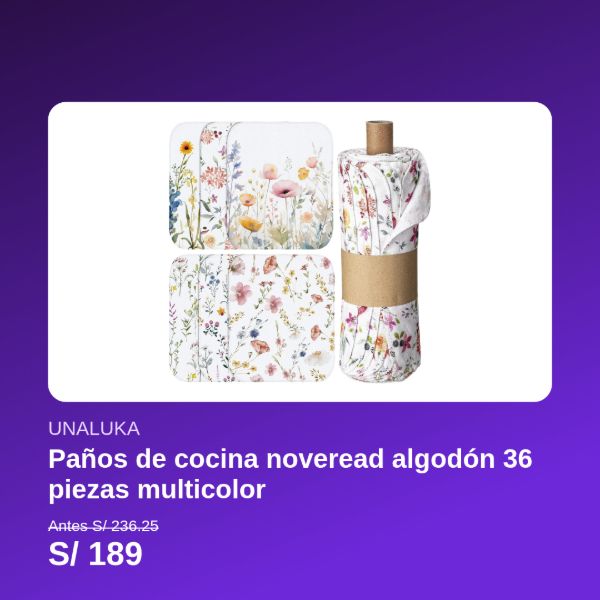 UNALUKA
Paños de cocina noveread algodón 36
piezas multicolor
Antes S/ 236.25
S/ 189